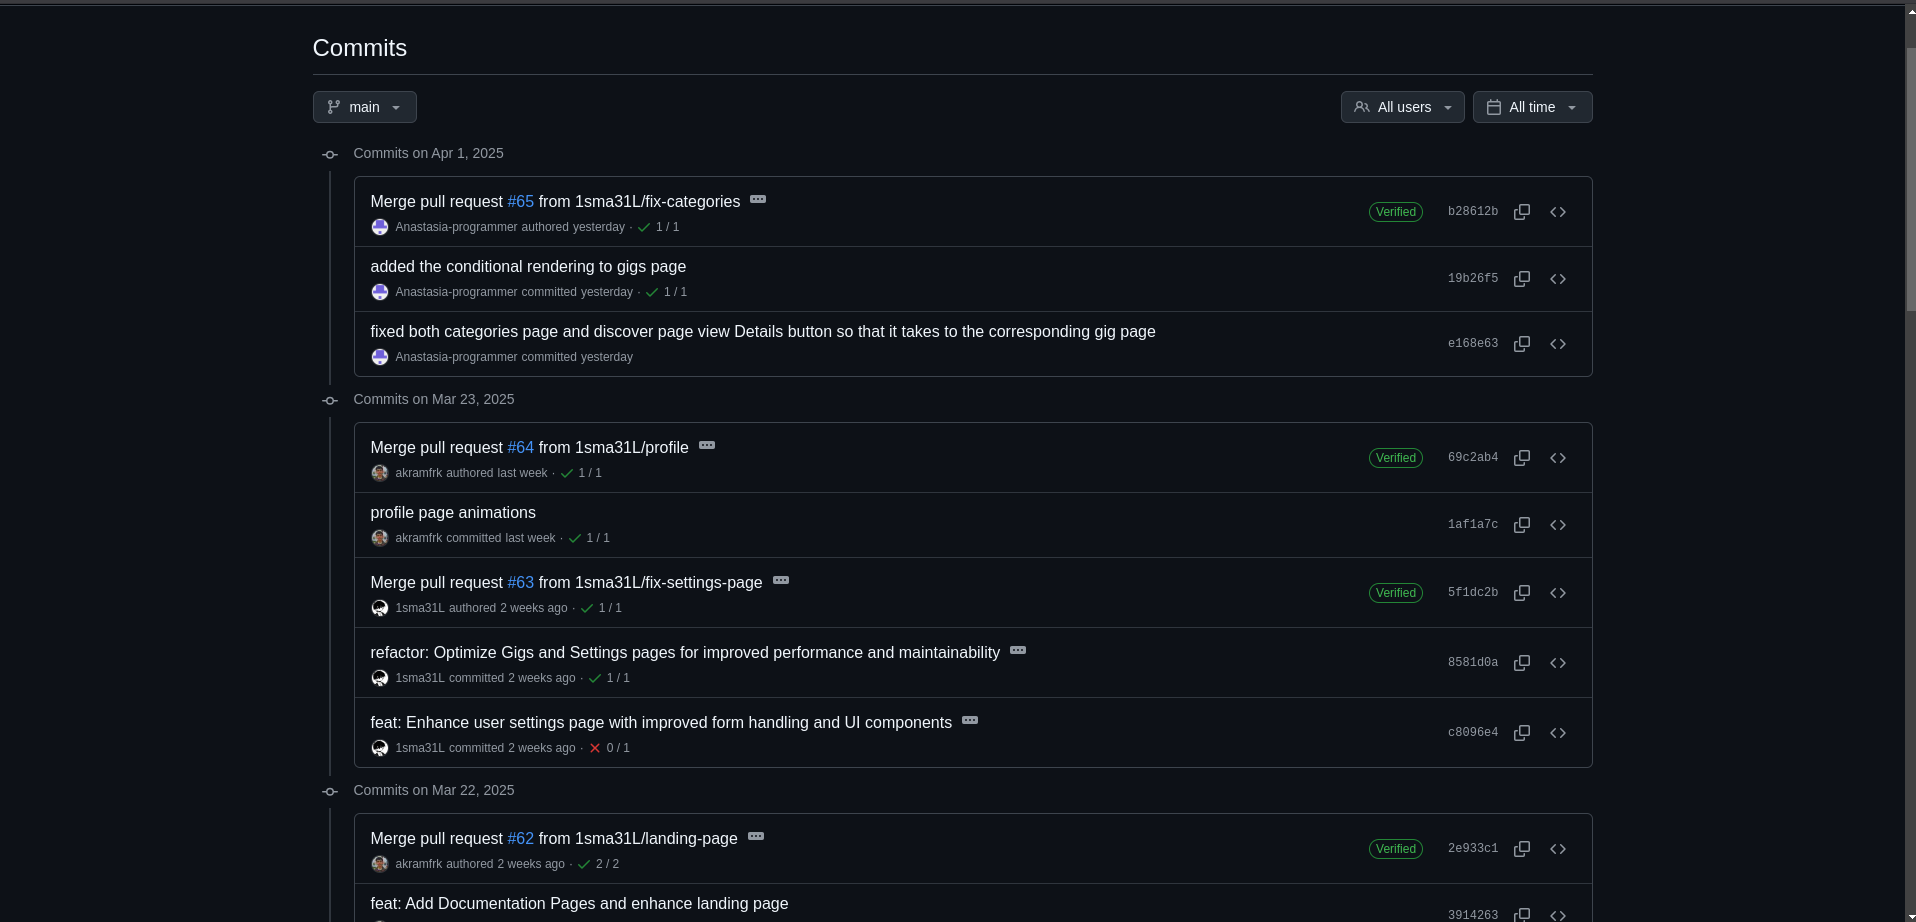 Commits
main
All users
All time
Commits on Apr 1, 2025
Merge pull request #65 from 1sma31L/fix-categories
Verified
b28612b
Anastasia-programmer authored yesterday · 1 / 1
added the conditional rendering to gigs page
19b26f5
Anastasia-programmer committed yesterday · 1 / 1
fixed both categories page and discover page view Details button so that it takes to the corresponding gig page
e168e63
Anastasia-programmer committed yesterday
Commits on Mar 23, 2025
Merge pull request #64 from 1sma31L/profile
Verified
69c2ab4
akramfrk authored last week · 1 / 1
profile page animations
1af1a7c
akramfrk committed last week · 1 / 1
Merge pull request #63 from 1sma31L/fix-settings-page
Verified
5f1dc2b
1sma31L authored 2 weeks ago · 1 / 1
refactor: Optimize Gigs and Settings pages for improved performance and maintainability
8581d0a
1sma31L committed 2 weeks ago · 1 / 1
feat: Enhance user settings page with improved form handling and UI components
c8096e4
1sma31L committed 2 weeks ago · 0 / 1
Commits on Mar 22, 2025
Merge pull request #62 from 1sma31L/landing-page
Verified
2e933c1
akramfrk authored 2 weeks ago · 2 / 2
feat: Add Documentation Pages and enhance landing page
3914263